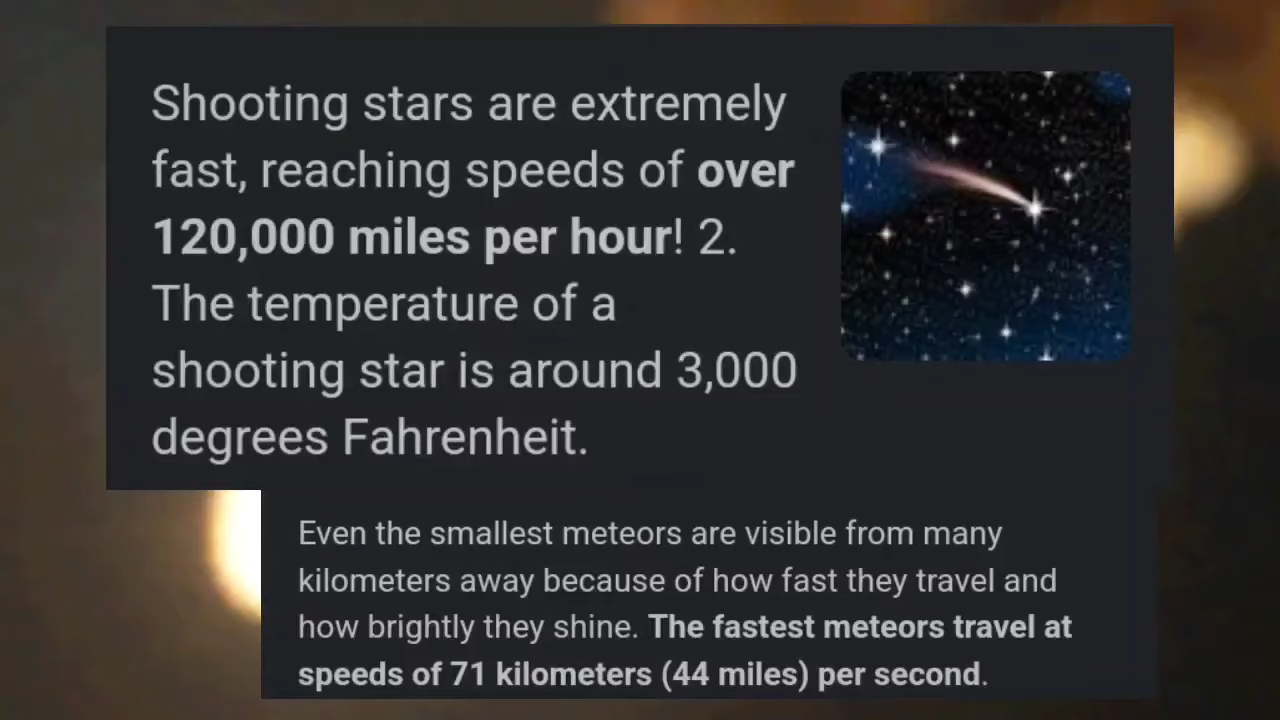 Shooting stars are extremely
fast, reaching speeds of over
120,000 miles per hour! 2.
The temperature of a
shooting star is around 3,000
degrees Fahrenheit.
Even the smallest meteors are visible from many
kilometers away because of how fast they travel and
how brightly they shine. The fastest meteors travel at
speeds of 71 kilometers (44 miles) per second.